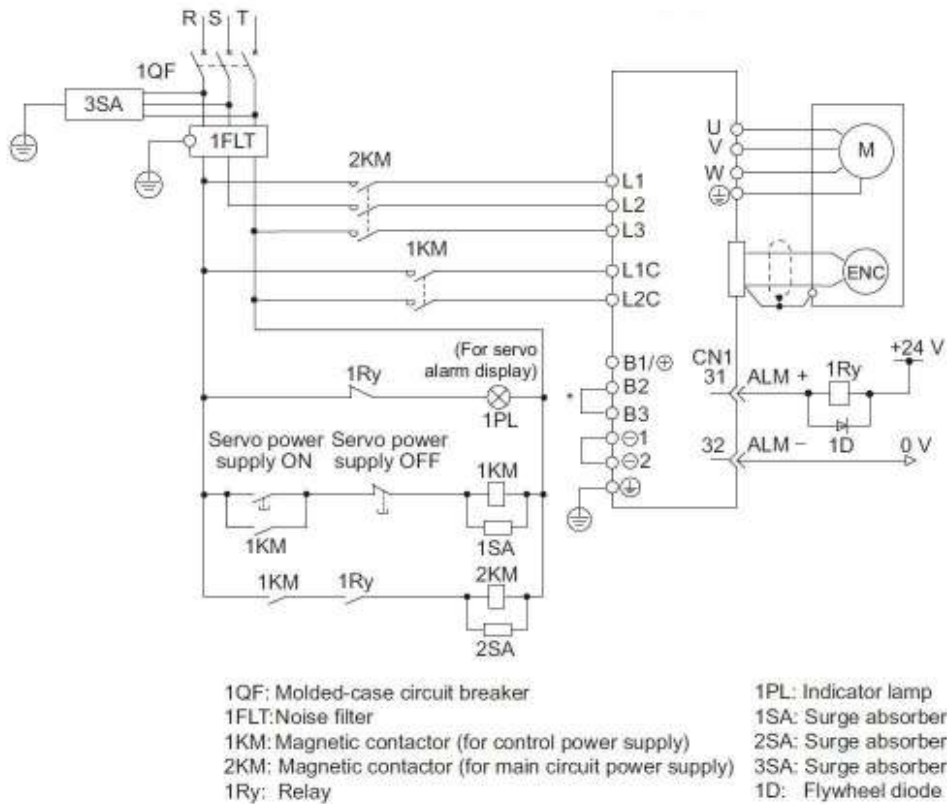 R S T
1QF
3SA
1FLT
2KM
L1
L2
L3
1KM
L1C
L2C
U
V
W
M
ENC
(For servo
alarm display)
1Ry
1PL
B1/⊕
B2
*
B3
⊖1
⊖2
CN1
31 ALM +
1Ry
+24 V
1D
32 ALM −
0 V
Servo power
supply ON
Servo power
supply OFF
1KM
1KM
1SA
1KM
1Ry
2KM
2SA
1QF: Molded-case circuit breaker
1FLT:Noise filter
1KM: Magnetic contactor (for control power supply)
2KM: Magnetic contactor (for main circuit power supply)
1Ry: Relay
1PL: Indicator lamp
1SA: Surge absorber
2SA: Surge absorber
3SA: Surge absorber
1D: Flywheel diode